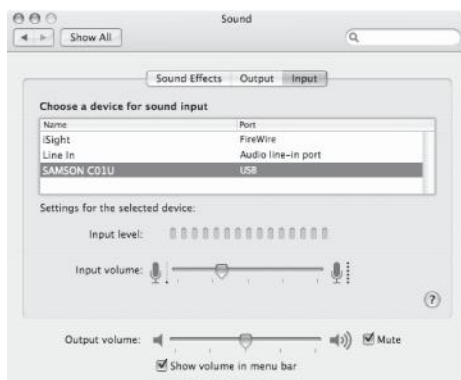 Sound
Show All
Sound Effects Output Input
Choose a device for sound input
Name Port
iSight FireWire
Line In Audio line-in port
SAMSON C01U USB
Settings for the selected device:
Input level:
Input volume:
?
Output volume: Mute
Show volume in menu bar